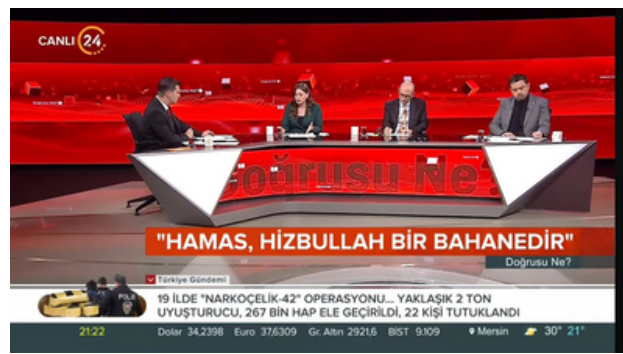 CANLI 24
Doğrusu Ne?
"HAMAS, HİZBULLAH BİR BAHANEDİR"
Doğrusu Ne?
Türkiye Gündemi
POLİS
19 İLDE "NARKOÇELİK-42" OPERASYONU... YAKLAŞIK 2 TON
UYUŞTURUCU, 267 BİN HAP ELE GEÇİRİLDİ, 22 KİŞİ TUTUKLANDI
21:22 Dolar 34,2398 Euro 37,6309 Gr. Altın 2921,6 BİST 9.109 Mersin 30° 21°